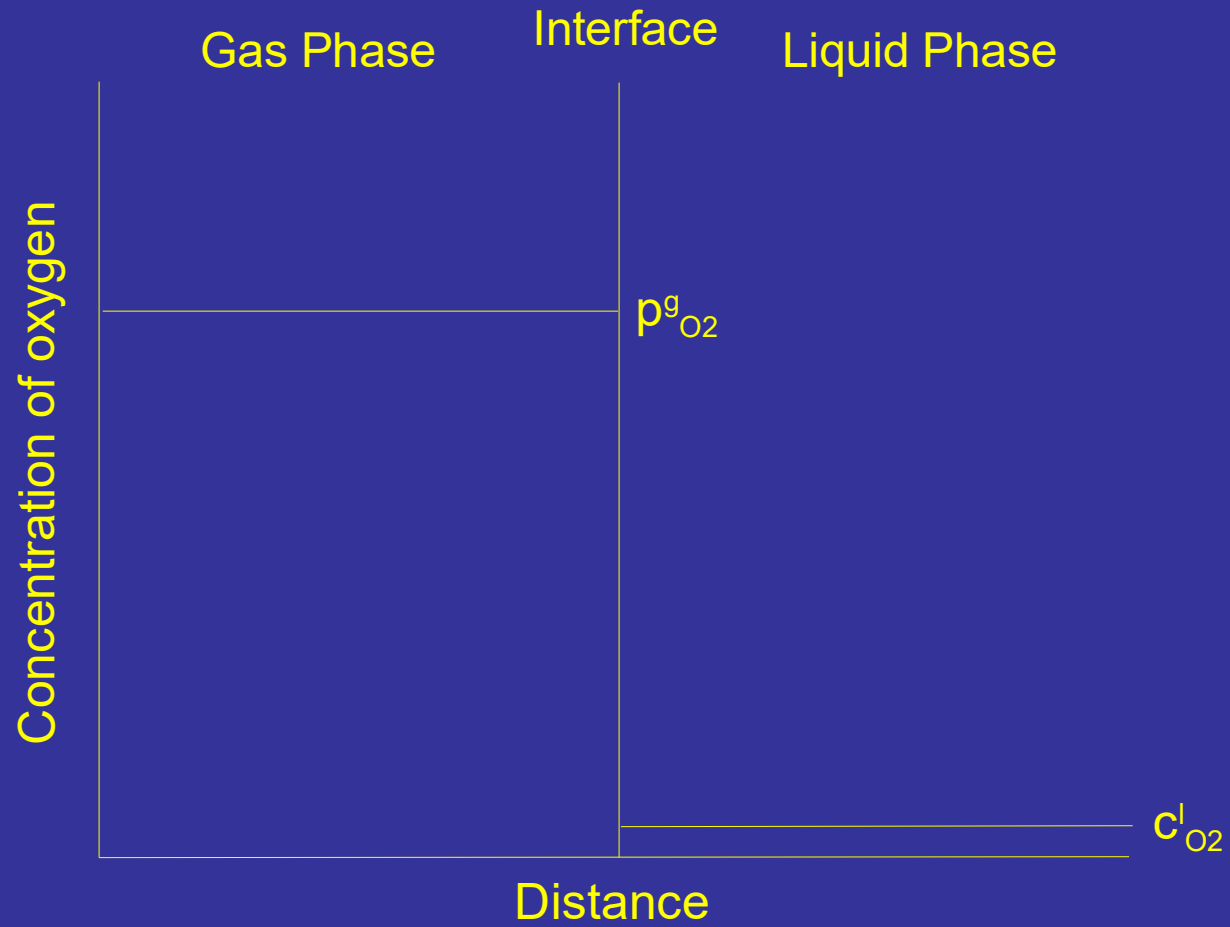 Interface
Gas Phase
Liquid Phase
Concentration of oxygen
pᵍO2
cˡO2
Distance